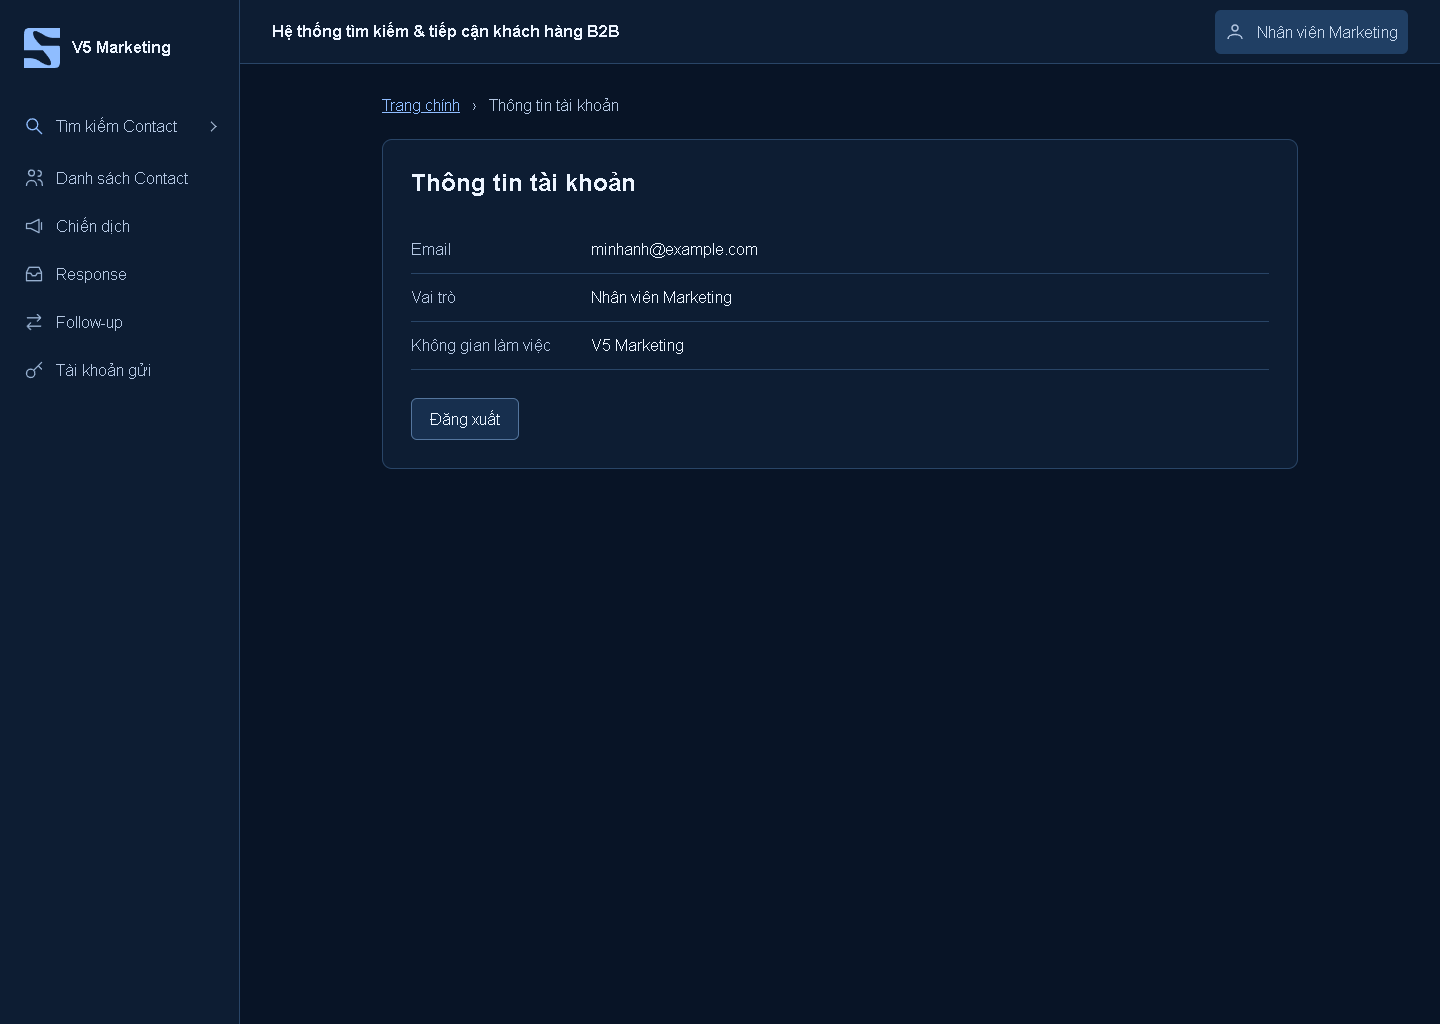 V5 Marketing
Tìm kiếm Contact
Danh sách Contact
Chiến dịch
Response
Follow-up
Tài khoản gửi
Hệ thống tìm kiếm & tiếp cận khách hàng B2B
Nhân viên Marketing
Trang chính › Thông tin tài khoản
Thông tin tài khoản
Email minhanh@example.com
Vai trò Nhân viên Marketing
Không gian làm việc V5 Marketing
Đăng xuất